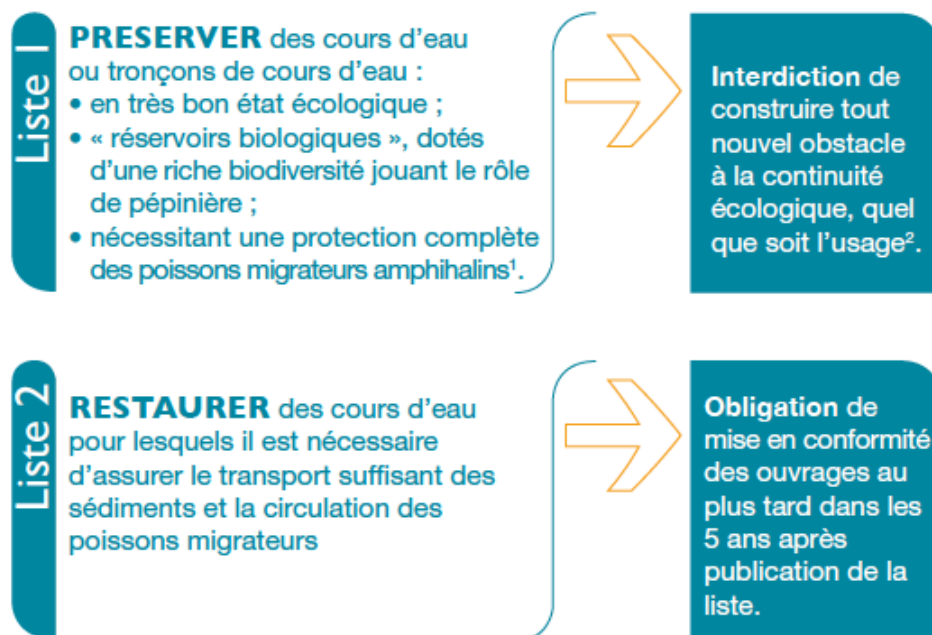 Liste 1
PRESERVER des cours d'eau
ou tronçons de cours d'eau :
• en très bon état écologique ;
• « réservoirs biologiques », dotés
d'une riche biodiversité jouant le rôle
de pépinière ;
• nécessitant une protection complète
des poissons migrateurs amphihalins¹.
Interdiction de
construire tout
nouvel obstacle
à la continuité
écologique, quel
que soit l'usage².
Liste 2
RESTAURER des cours d'eau
pour lesquels il est nécessaire
d'assurer le transport suffisant des
sédiments et la circulation des
poissons migrateurs
Obligation de
mise en conformité
des ouvrages au
plus tard dans les
5 ans après
publication de la
liste.